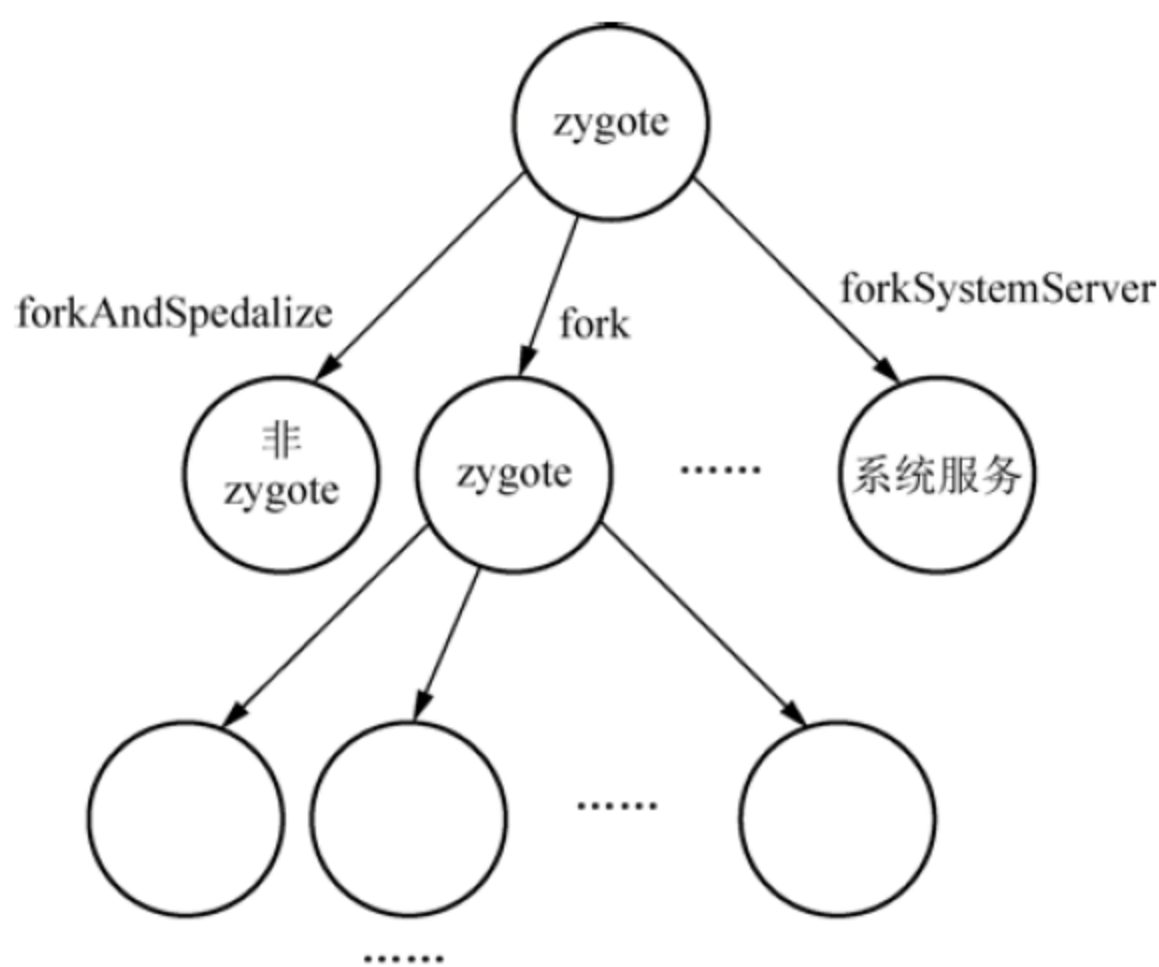 zygote
forkAndSpedalize
fork
forkSystemServer
非
zygote
zygote
……
系统服务
……
……